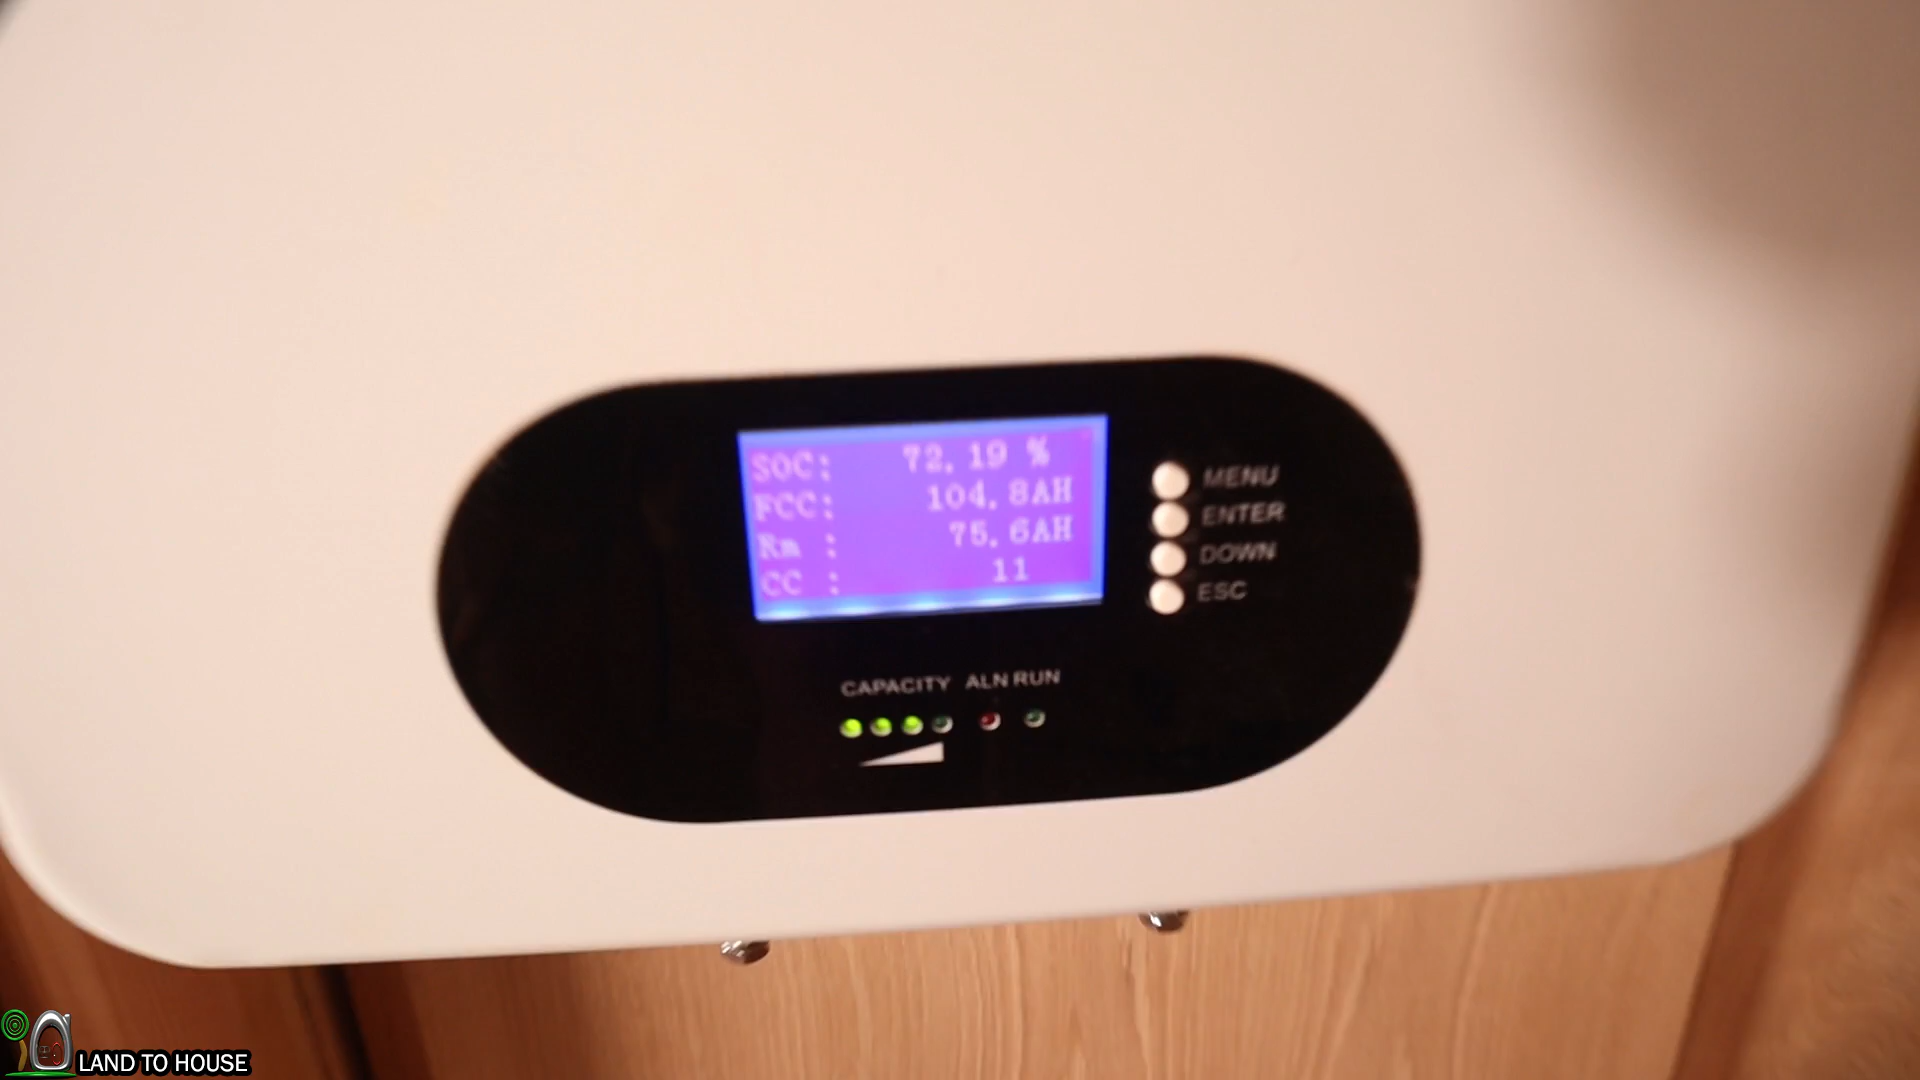 SOC: 72.19 %
FCC: 104.8AH
Rm : 75.6AH
CC : 11
MENU
ENTER
DOWN
ESC
CAPACITY ALN RUN
LAND TO HOUSE